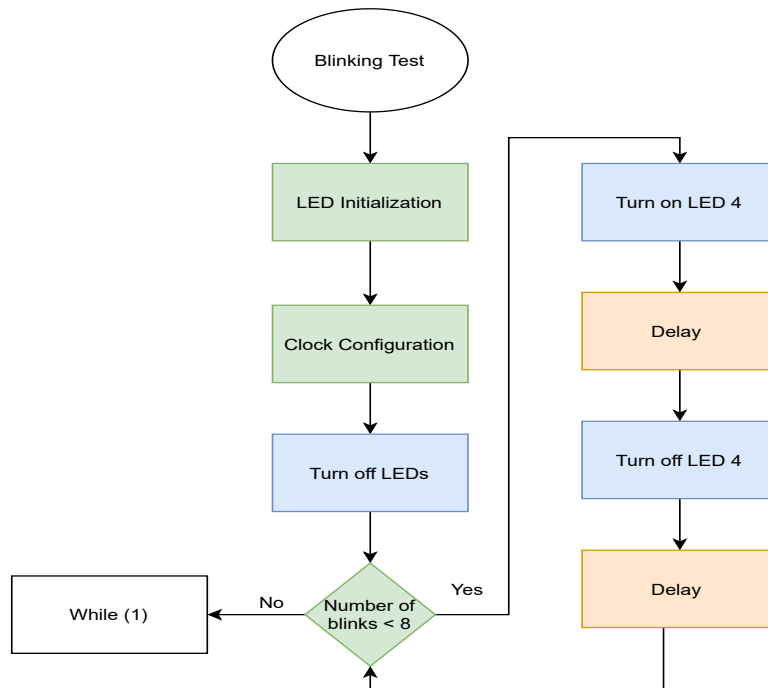 Blinking Test
LED Initialization
Clock Configuration
Turn off LEDs
Number of
blinks < 8
No
While (1)
Yes
Turn on LED 4
Delay
Turn off LED 4
Delay